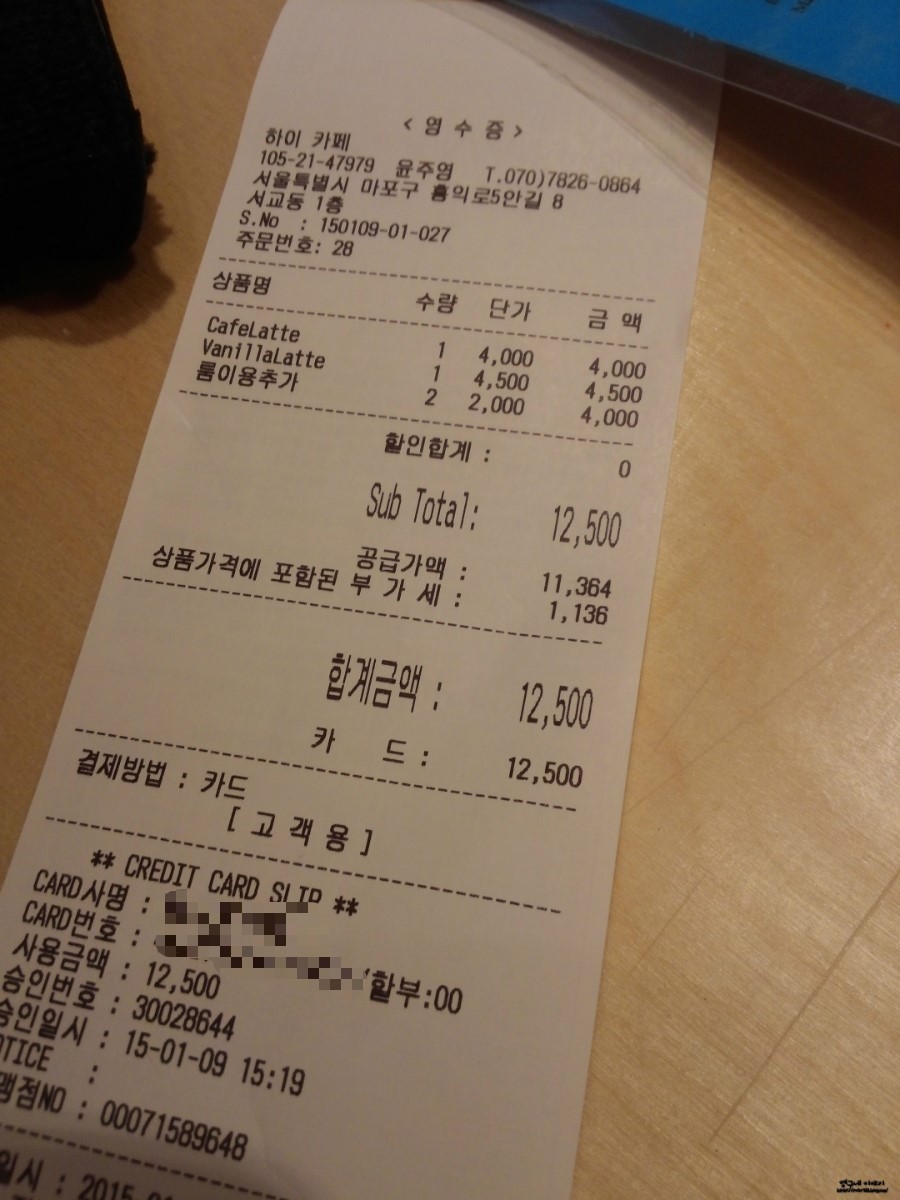 < 영 수 증 >
하이 카페
105-21-47979 윤주영 T.070)7826-0864
서울특별시 마포구 홍익로5안길 8
서교동 1층
S.No : 150109-01-027
주문번호: 28
상품명 수량 단가 금 액
CafeLatte 1 4,000 4,000
VanillaLatte 1 4,500 4,500
룸이용추가 2 2,000 4,000
할인합계 : 0
Sub Total: 12,500
공급가액 : 11,364
상품가격에 포함된 부 가 세 : 1,136
합계금액 : 12,500
카 드 : 12,500
결제방법 : 카드
[ 고 객 용 ]
** CREDIT CARD SLIP **
CARD사명 :
CARD번호 : 할부:00
사용금액 : 12,500
승인번호 : 30028644
승인일시 : 15-01-09 15:19
OTICE :
맹점NO : 00071589648
일시 : 2015